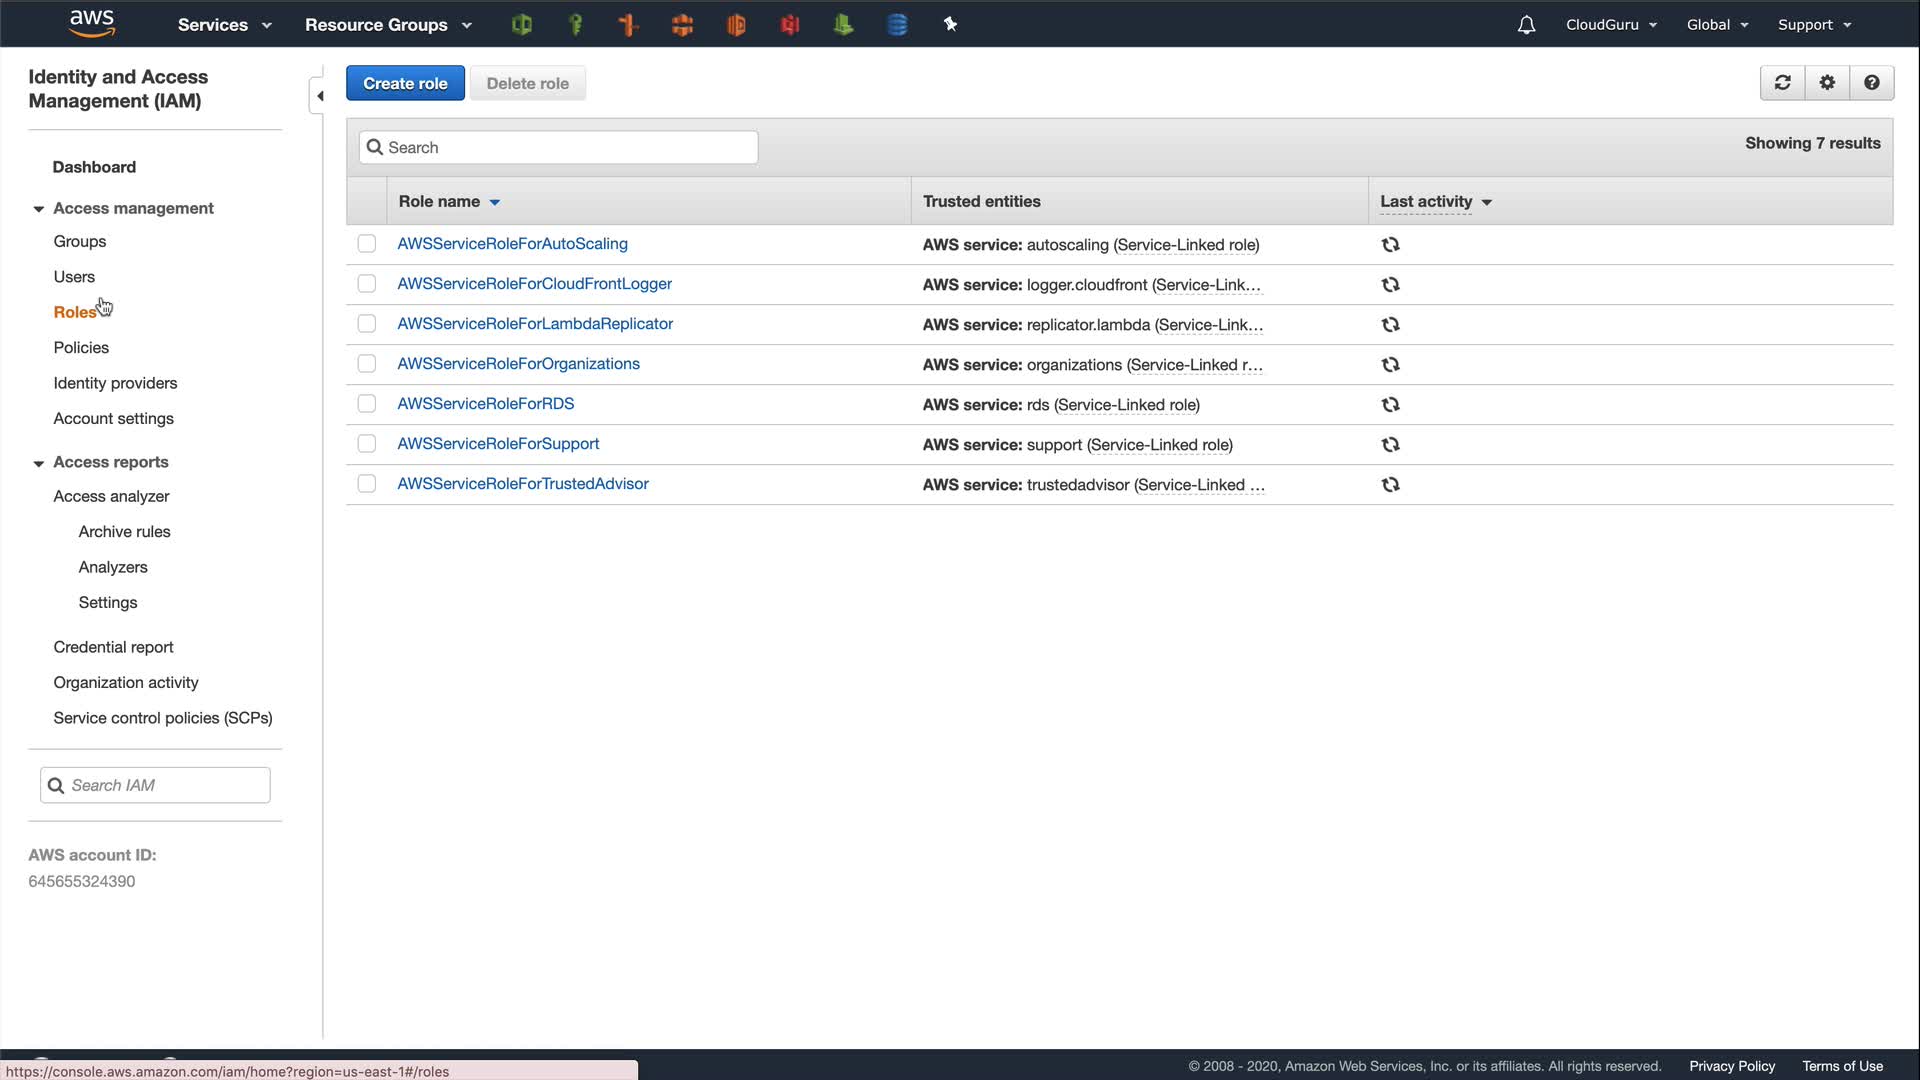 aws Services Resource Groups CloudGuru Global Support
Identity and Access
Management (IAM)
Dashboard
Access management
Groups
Users
Roles
Policies
Identity providers
Account settings
Access reports
Access analyzer
Archive rules
Analyzers
Settings
Credential report
Organization activity
Service control policies (SCPs)
Search IAM
AWS account ID:
645655324390
Create role Delete role
Search
Showing 7 results
Role name Trusted entities Last activity
AWSServiceRoleForAutoScaling AWS service: autoscaling (Service-Linked role)
AWSServiceRoleForCloudFrontLogger AWS service: logger.cloudfront (Service-Link…
AWSServiceRoleForLambdaReplicator AWS service: replicator.lambda (Service-Link…
AWSServiceRoleForOrganizations AWS service: organizations (Service-Linked r…
AWSServiceRoleForRDS AWS service: rds (Service-Linked role)
AWSServiceRoleForSupport AWS service: support (Service-Linked role)
AWSServiceRoleForTrustedAdvisor AWS service: trustedadvisor (Service-Linked …
https://console.aws.amazon.com/iam/home?region=us-east-1#/roles
© 2008 - 2020, Amazon Web Services, Inc. or its affiliates. All rights reserved. Privacy Policy Terms of Use